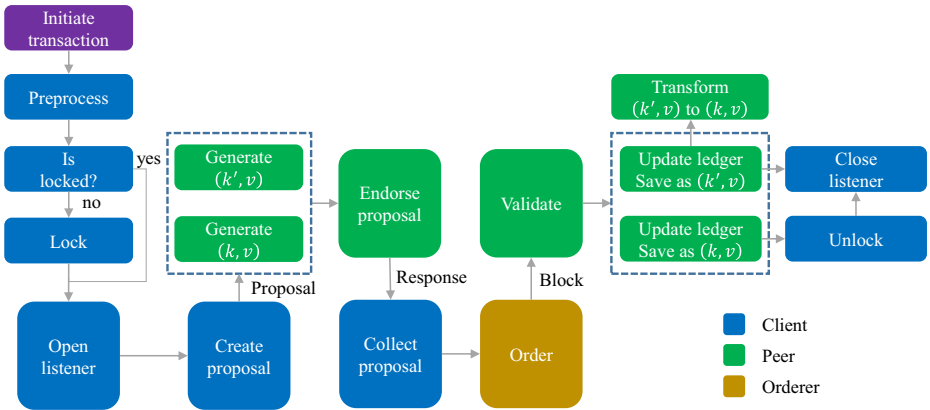 Initiate
transaction
Preprocess
Is
locked?
yes
no
Lock
Open
listener
Generate
(k′, v)
Generate
(k, v)
Proposal
Create
proposal
Endorse
proposal
Response
Collect
proposal
Validate
Block
Order
Transform
(k′, v) to (k, v)
Update ledger
Save as (k′, v)
Update ledger
Save as (k, v)
Close
listener
Unlock
Client
Peer
Orderer